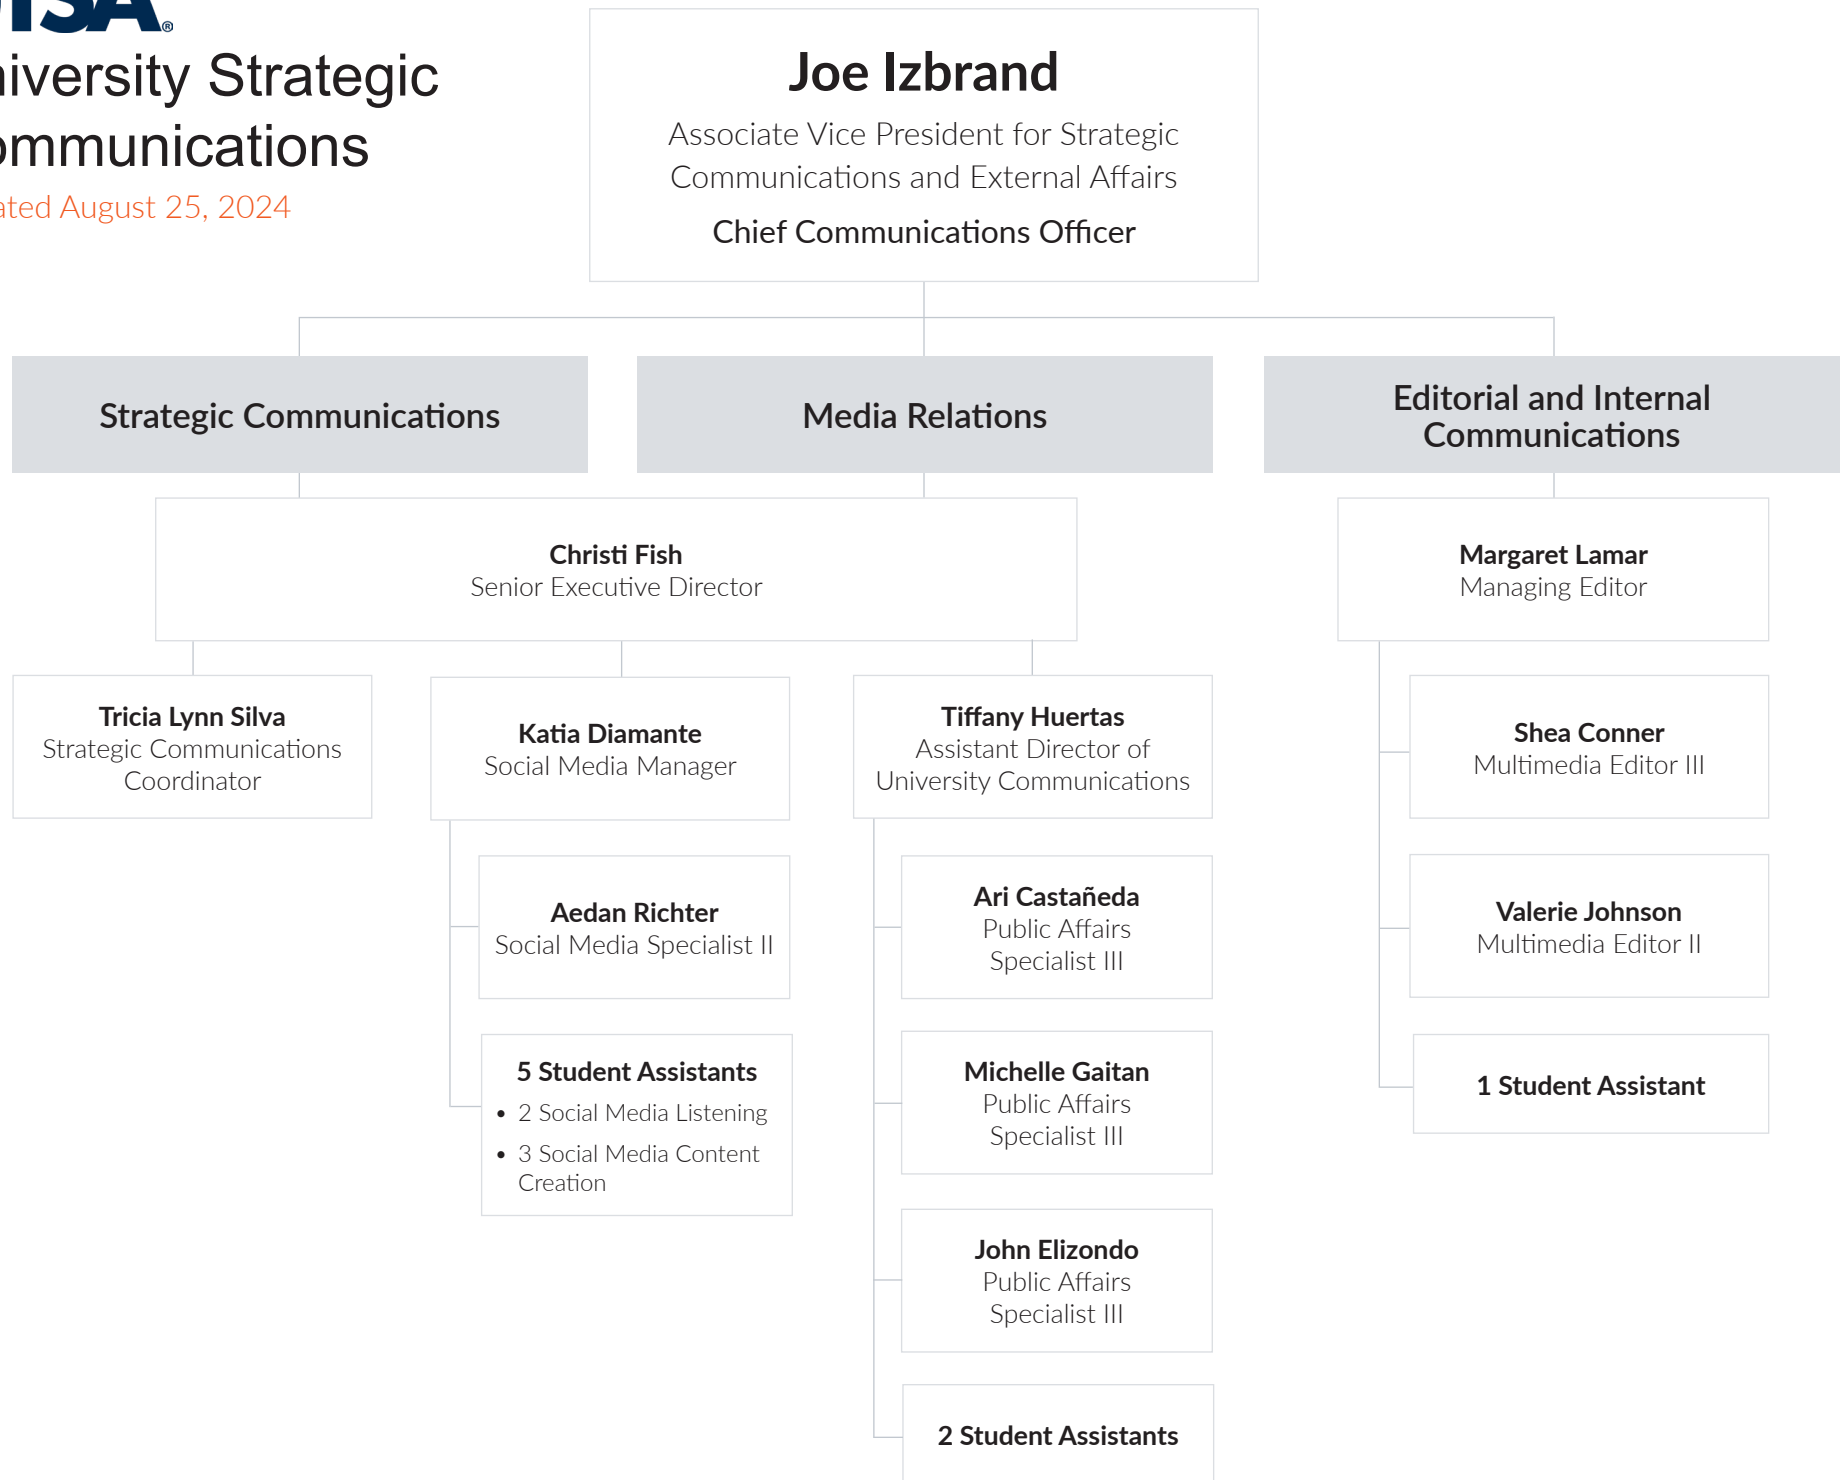 University Strategic
Communications
August 25, 2024
Joe Izbrand
Associate Vice President for Strategic
Communications and External Affairs
Chief Communications Officer
Strategic Communications
Media Relations
Editorial and Internal
Communications
Christi Fish
Senior Executive Director
Margaret Lamar
Managing Editor
Tricia Lynn Silva
Strategic Communications
Coordinator
Katia Diamante
Social Media Manager
Tiffany Huertas
Assistant Director of
University Communications
Shea Conner
Multimedia Editor III
Aedan Richter
Social Media Specialist II
Ari Castañeda
Public Affairs
Specialist III
Valerie Johnson
Multimedia Editor II
5 Student Assistants
• 2 Social Media Listening
• 3 Social Media Content
Creation
Michelle Gaitan
Public Affairs
Specialist III
1 Student Assistant
John Elizondo
Public Affairs
Specialist III
2 Student Assistants